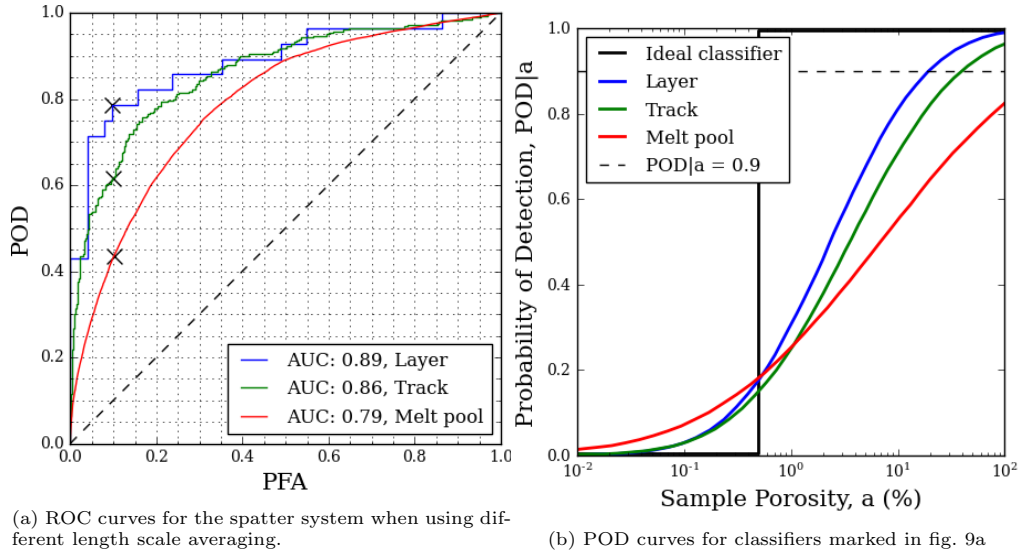 1.0
0.8
0.6
0.4
0.2
0.0
POD
0.0
0.2
0.4
0.6
0.8
1.0
PFA
AUC: 0.89, Layer
AUC: 0.86, Track
AUC: 0.79, Melt pool
(a) ROC curves for the spatter system when using dif-
ferent length scale averaging.
1.0
0.8
0.6
0.4
0.2
0.0
Probability of Detection, POD|a
Ideal classifier
Layer
Track
Melt pool
POD|a = 0.9
10⁻²
10⁻¹
10⁰
10¹
10²
Sample Porosity, a (%)
(b) POD curves for classifiers marked in fig. 9a